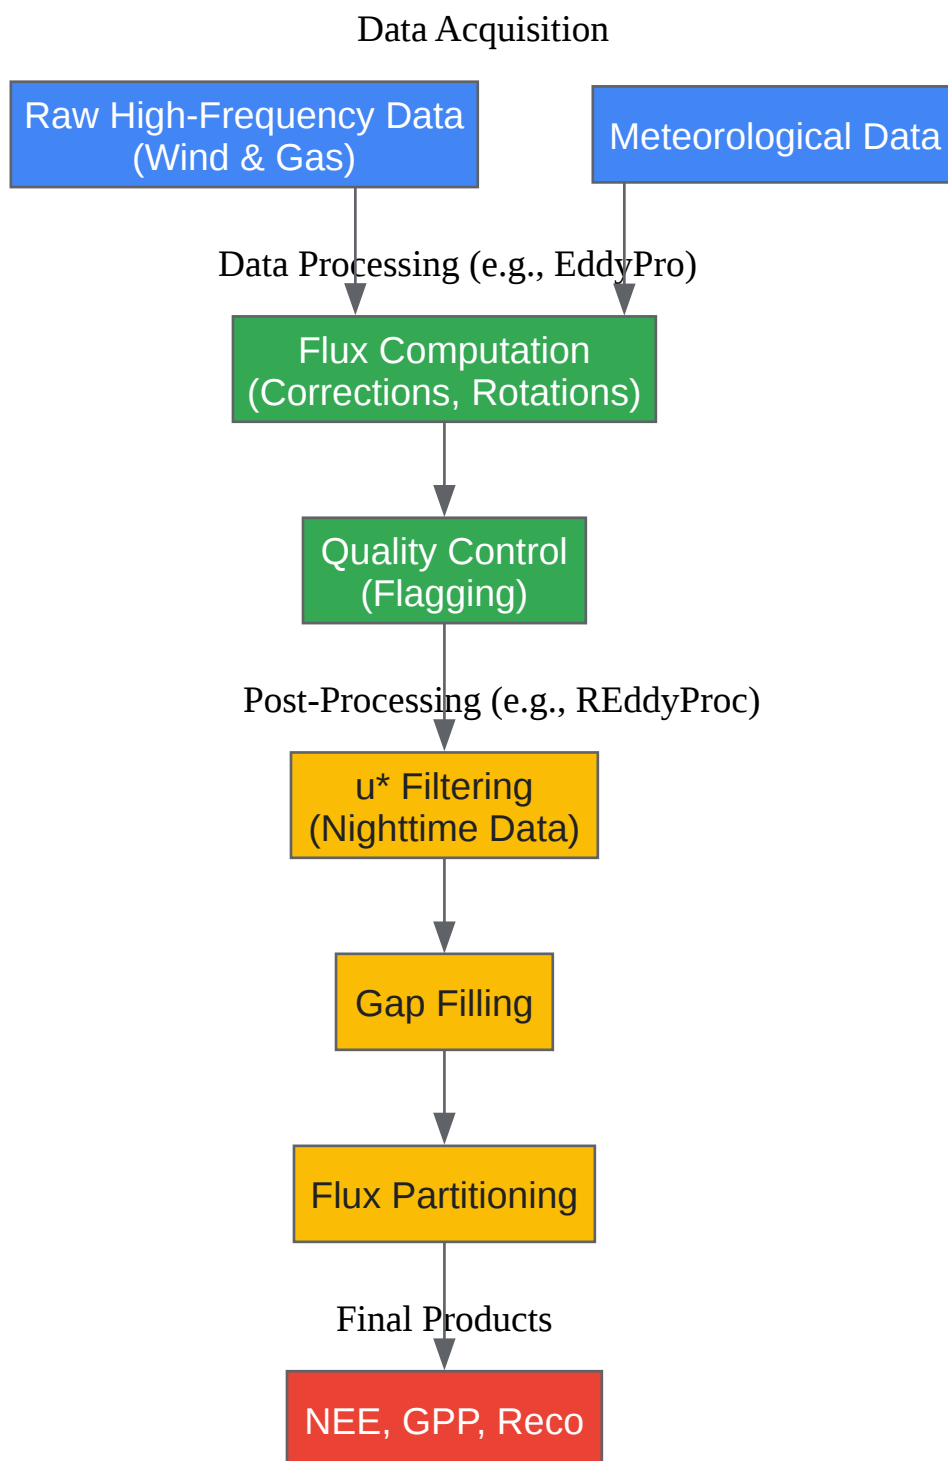 Data Acquisition
Raw High-Frequency Data
(Wind & Gas)
Meteorological Data
Data Processing (e.g., EddyPro)
Flux Computation
(Corrections, Rotations)
Quality Control
(Flagging)
Post-Processing (e.g., REddyProc)
u* Filtering
(Nighttime Data)
Gap Filling
Flux Partitioning
Final Products
NEE, GPP, Reco